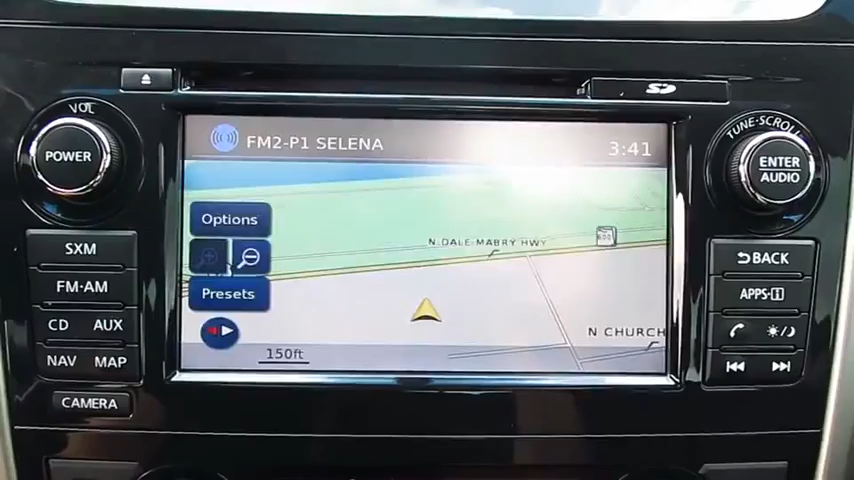 VOL
SD
TUNE·SCROLL
POWER
FM2-P1 SELENA
3:41
ENTER
AUDIO
Options
SXM
N DALE MABRY HWY
600
BACK
FM·AM
Presets
APPS·i
CD AUX
N CHURCH
150ft
NAV MAP
CAMERA